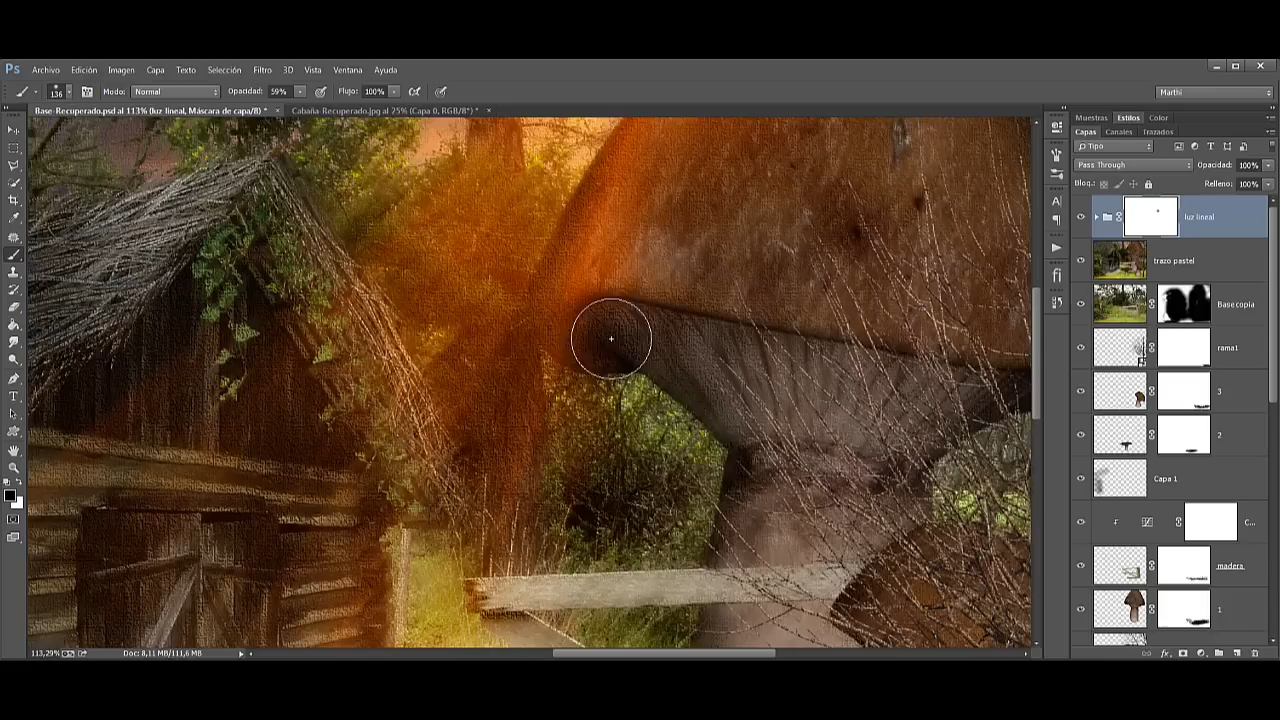 Ps Archivo Edición Imagen Capa Texto Selección Filtro 3D Vista Ventana Ayuda
136 Modo: Normal Opacidad: 59% Flujo: 100% Marthi
Base-Recuperado.psd al 113% (luz lineal, Máscara de capa/8) * × Cabaña-Recuperado.jpg al 25% (Capa 0, RGB/8*) * ×
Muestras Estilos Color
Capas Canales Trazados
Tipo
Pass Through Opacidad: 100%
Bloq.: Relleno: 100%
luz lineal
trazo pastel
Base copia
rama1
3
2
Capa 1
C...
madera
1
113,29% Doc: 8,11 MB/111,6 MB